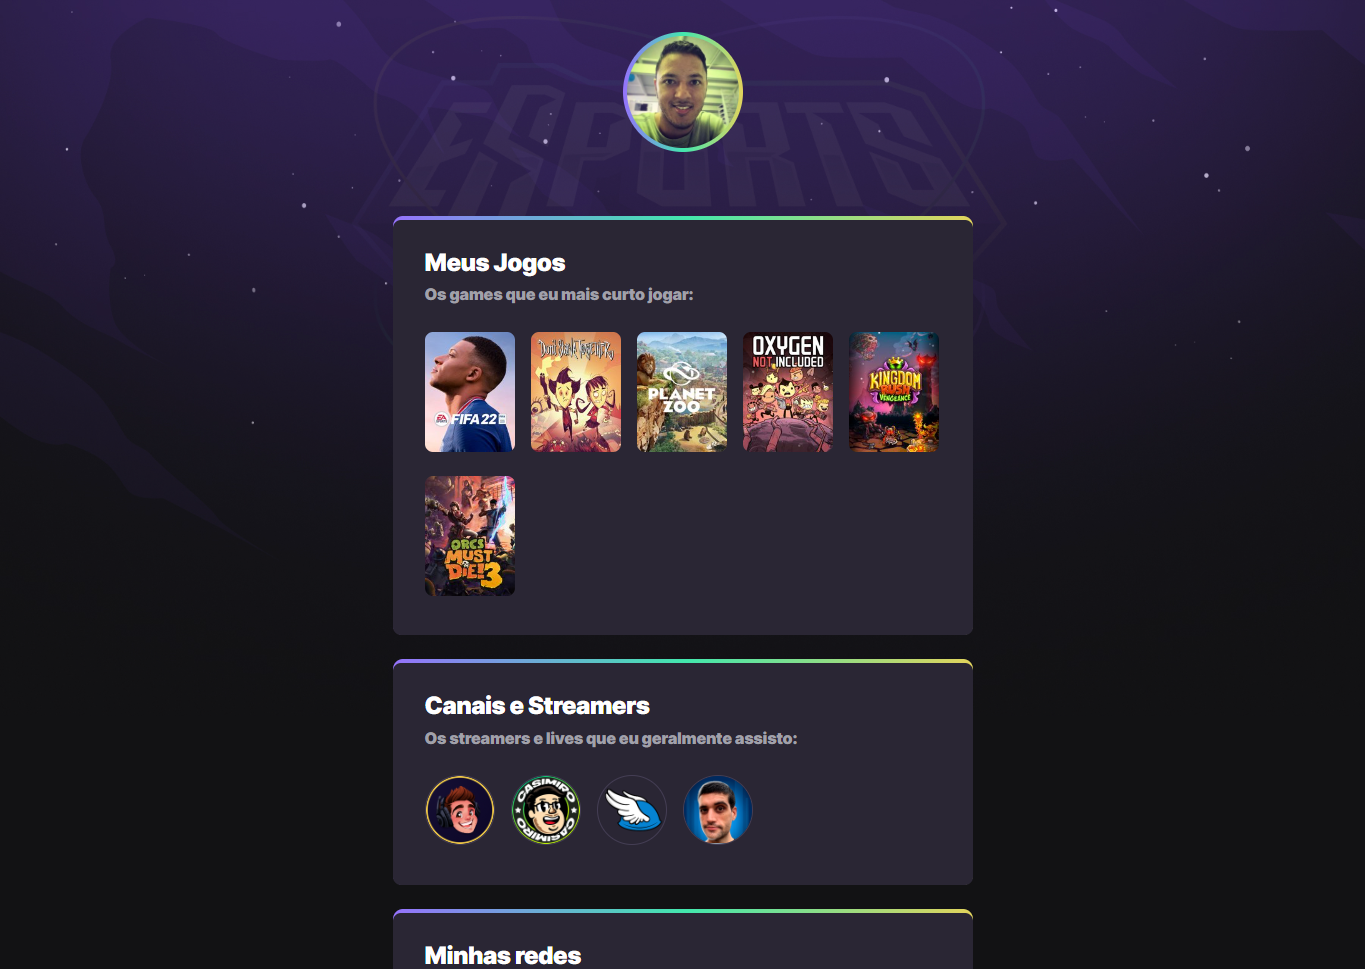 ESPORTS
Meus Jogos
Os games que eu mais curto jogar:
EA SPORTS FIFA 22
Don't Starve Together
PLANET ZOO
OXYGEN NOT INCLUDED
KINGDOM RUSH VENGEANCE
ORCS MUST DIE! 3
Canais e Streamers
Os streamers e lives que eu geralmente assisto:
CASIMIRO CASIMIRO
Minhas redes